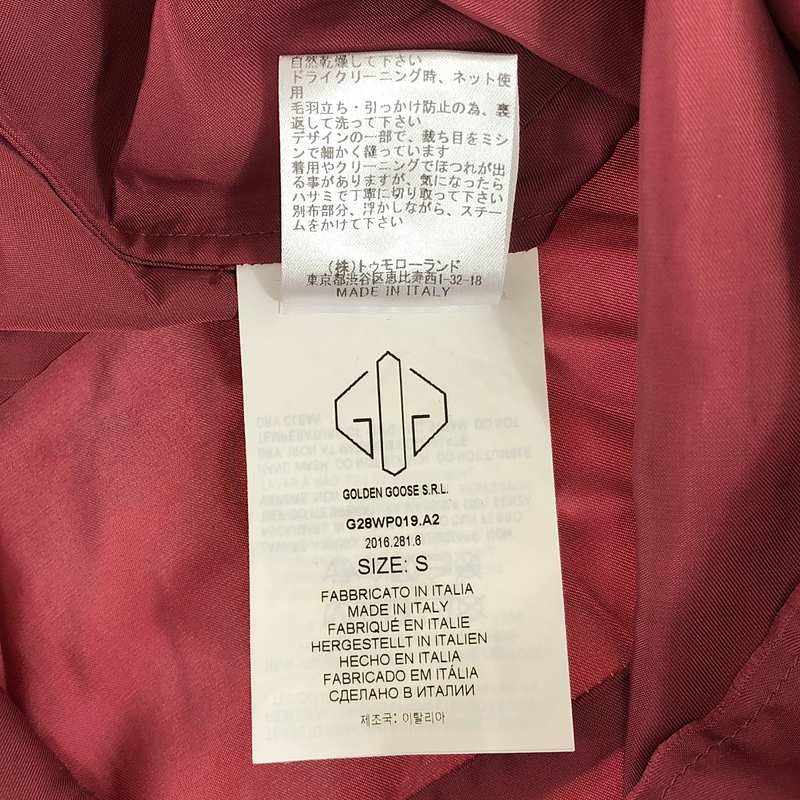 自然乾燥して下さい
ドライクリーニング時、ネット使
用
毛羽立ち・引っかけ防止の為、裏
返して洗って下さい
デザインの一部で、裁ち目をミシ
ンで細かく縫っています
着用やクリーニングでほつれが出
る事がありますが、気になったら
ハサミで丁寧に切り取って下さい
別布部分、浮かしながら、スチー
ムをかけて下さい
(株)トゥモローランド
東京都渋谷区恵比寿西1-32-18
MADE IN ITALY
GOLDEN GOOSE S.R.L.
G28WP019.A2
2016.281.6
SIZE: S
FABBRICATO IN ITALIA
MADE IN ITALY
FABRIQUÉ EN ITALIE
HERGESTELLT IN ITALIEN
HECHO EN ITALIA
FABRICADO EM ITÁLIA
СДЕЛАНО В ИТАЛИИ
제조국: 이탈리아